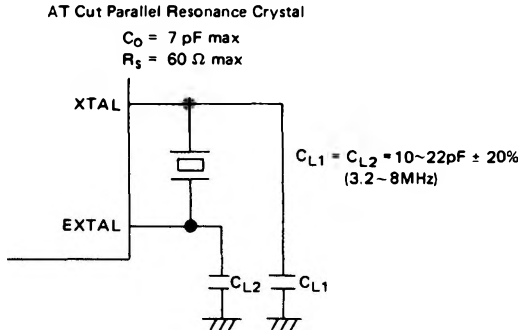 AT Cut Parallel Resonance Crystal
C₀ = 7 pF max
Rₛ = 60 Ω max
XTAL
C_L1 = C_L2 = 10~22pF ± 20%
(3.2~8MHz)
EXTAL
C_L2
C_L1